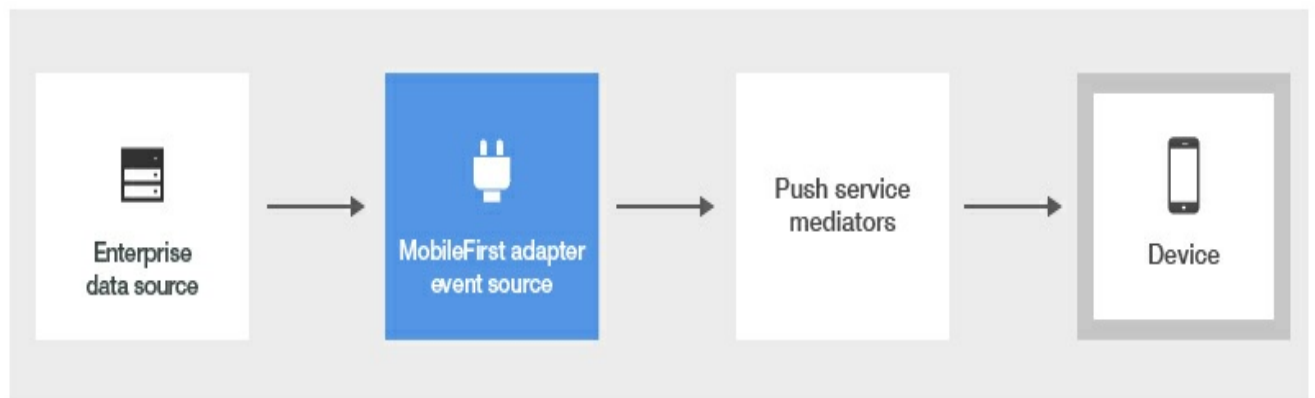 Enterprise
data source
MobileFirst adapter
event source
Push service
mediators
Device